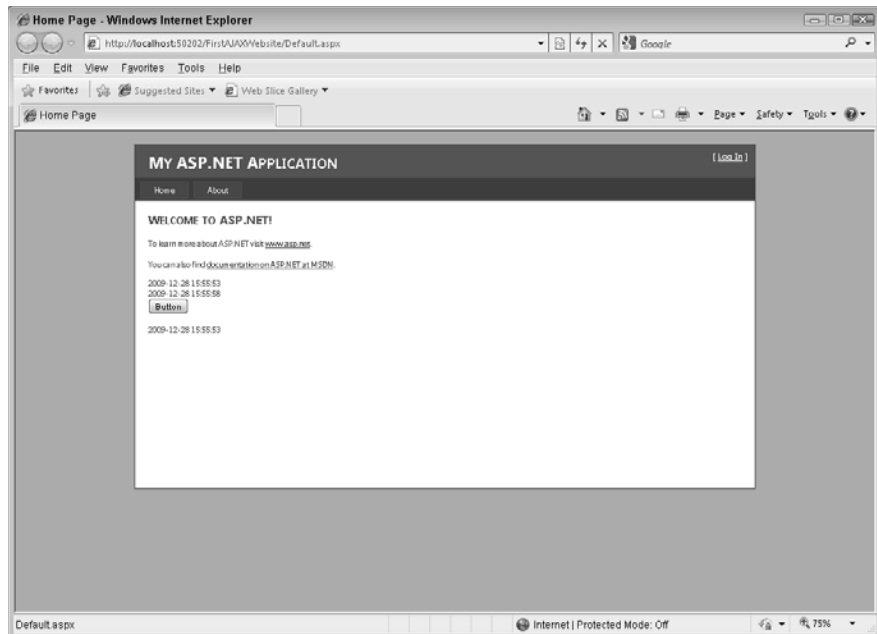 Home Page - Windows Internet Explorer
http://localhost:50202/FirstAJAXWebsite/Default.aspx
Google
File Edit View Favorites Tools Help
Favorites Suggested Sites Web Slice Gallery
Home Page Page Safety Tools
MY ASP.NET APPLICATION
[ Log In ]
Home About
WELCOME TO ASP.NET!
To learn more about ASP.NET visit www.asp.net.
You can also find documentation on ASP.NET at MSDN.
2009-12-28 15:55:53
2009-12-28 15:55:58
Button
2009-12-28 15:55:53
Default.aspx Internet | Protected Mode: Off 75%